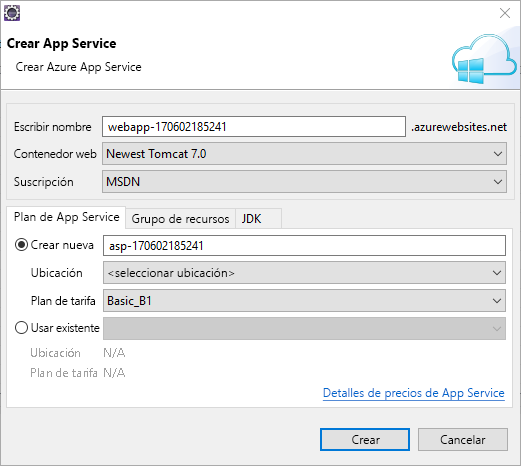 Crear App Service
Crear Azure App Service
Escribir nombre webapp-170602185241 .azurewebsites.net
Contenedor web Newest Tomcat 7.0
Suscripción MSDN
Plan de App Service Grupo de recursos JDK
Crear nueva asp-170602185241
Ubicación <seleccionar ubicación>
Plan de tarifa Basic_B1
Usar existente
Ubicación N/A
Plan de tarifa N/A
Detalles de precios de App Service
Crear Cancelar